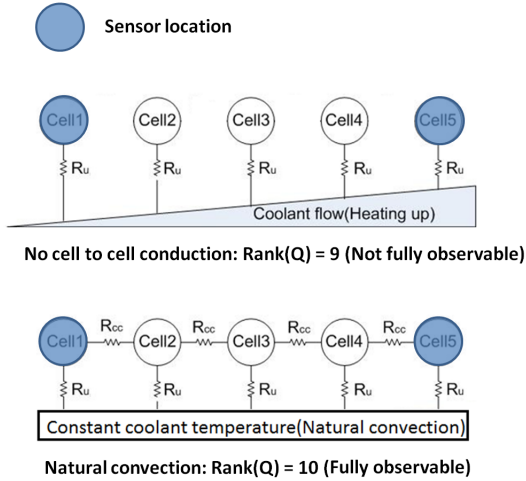 Sensor location
Cell1 Cell2 Cell3 Cell4 Cell5
Ru Ru Ru Ru Ru
Coolant flow(Heating up)
No cell to cell conduction: Rank(Q) = 9 (Not fully observable)
Rcc Rcc Rcc Rcc
Cell1 Cell2 Cell3 Cell4 Cell5
Ru Ru Ru Ru Ru
Constant coolant temperature(Natural convection)
Natural convection: Rank(Q) = 10 (Fully observable)